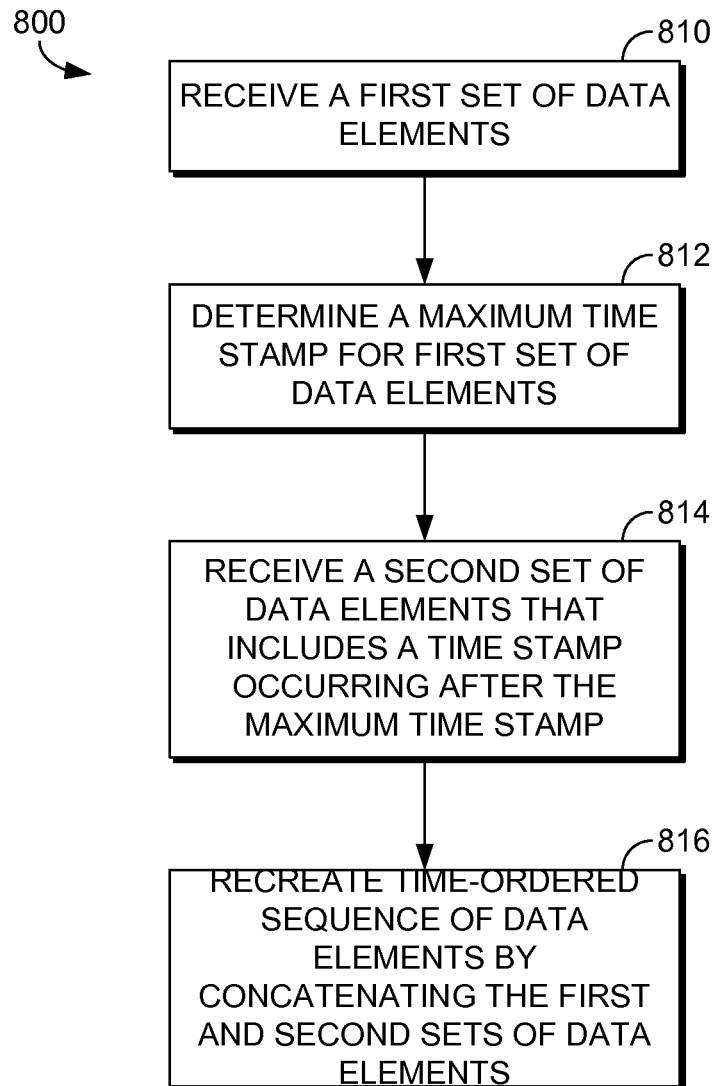 800
810
RECEIVE A FIRST SET OF DATA
ELEMENTS
812
DETERMINE A MAXIMUM TIME
STAMP FOR FIRST SET OF
DATA ELEMENTS
814
RECEIVE A SECOND SET OF
DATA ELEMENTS THAT
INCLUDES A TIME STAMP
OCCURRING AFTER THE
MAXIMUM TIME STAMP
816
RECREATE TIME-ORDERED
SEQUENCE OF DATA
ELEMENTS BY
CONCATENATING THE FIRST
AND SECOND SETS OF DATA
ELEMENTS